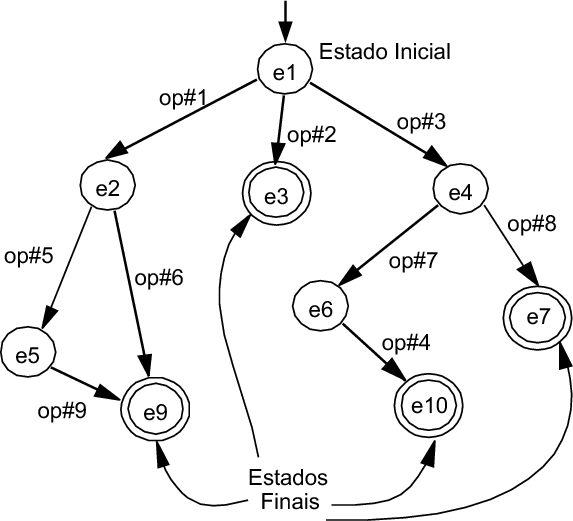 Estado Inicial
e1
op#1
op#2
op#3
e2
e3
e4
op#5
op#6
op#7
op#8
e5
e6
e7
op#4
op#9
e9
e10
Estados
Finais